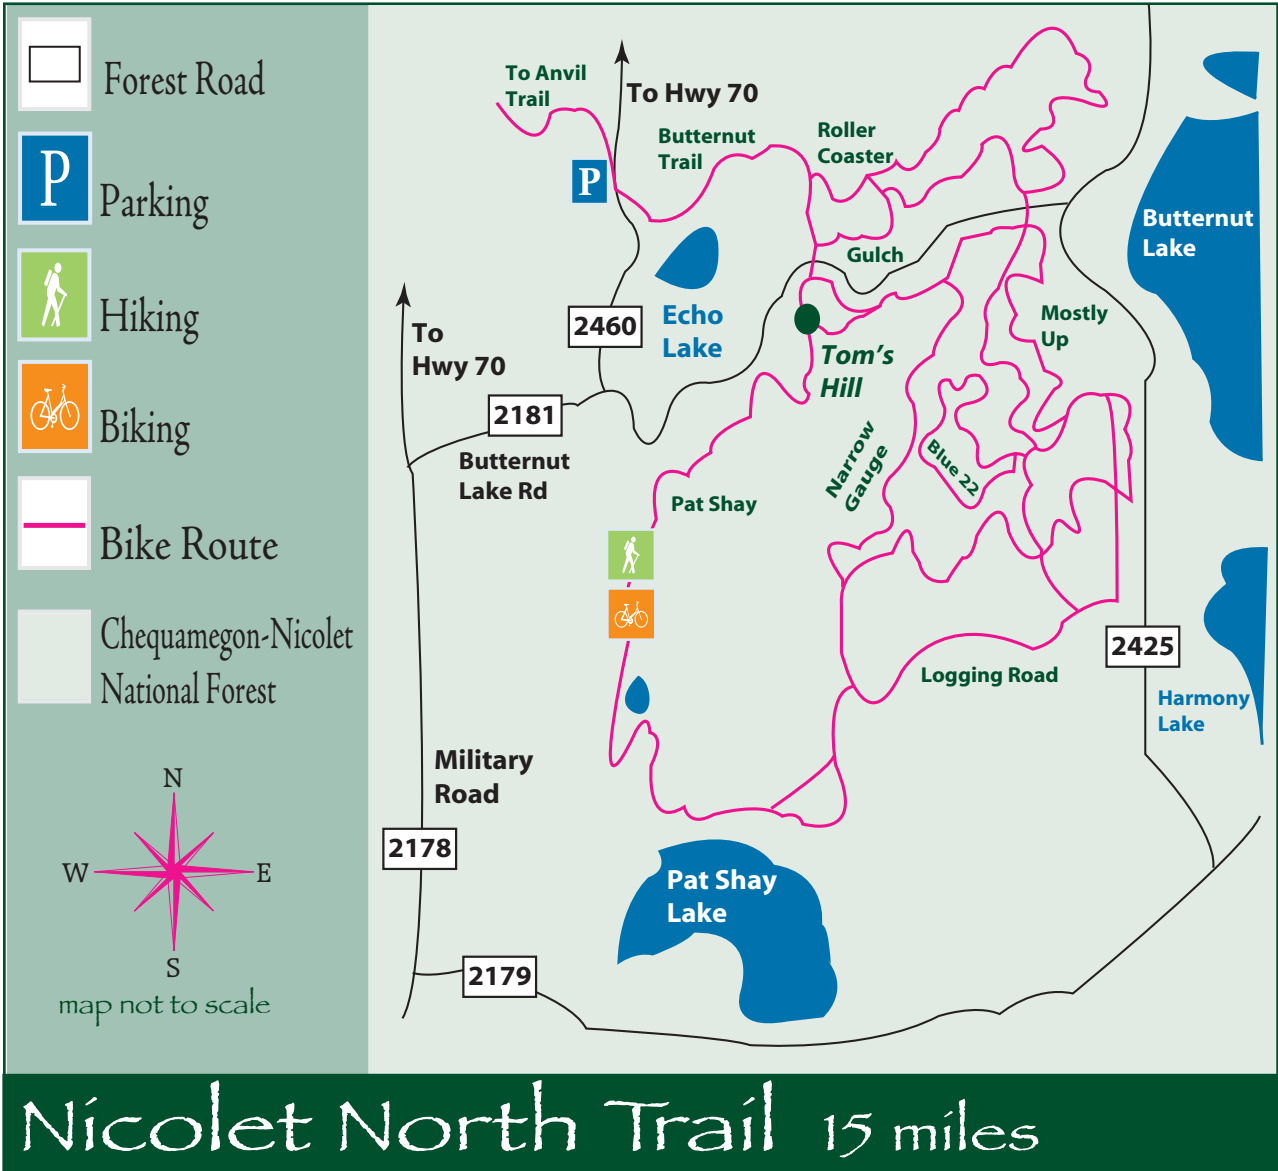 Forest Road
P
Parking
Hiking
Biking
Bike Route
Chequamegon-Nicolet
National Forest
N
W
E
S
map not to scale
To Anvil
Trail
To Hwy 70
Butternut
Trail
Roller
Coaster
P
Butternut
Lake
Gulch
Echo
Lake
2460
To
Hwy 70
Mostly
Up
Tom's
Hill
2181
Butternut
Lake Rd
Narrow
Gauge
Blue 22
Pat Shay
2425
Logging Road
Harmony
Lake
Military
Road
2178
Pat Shay
Lake
2179
Nicolet North Trail 15 miles